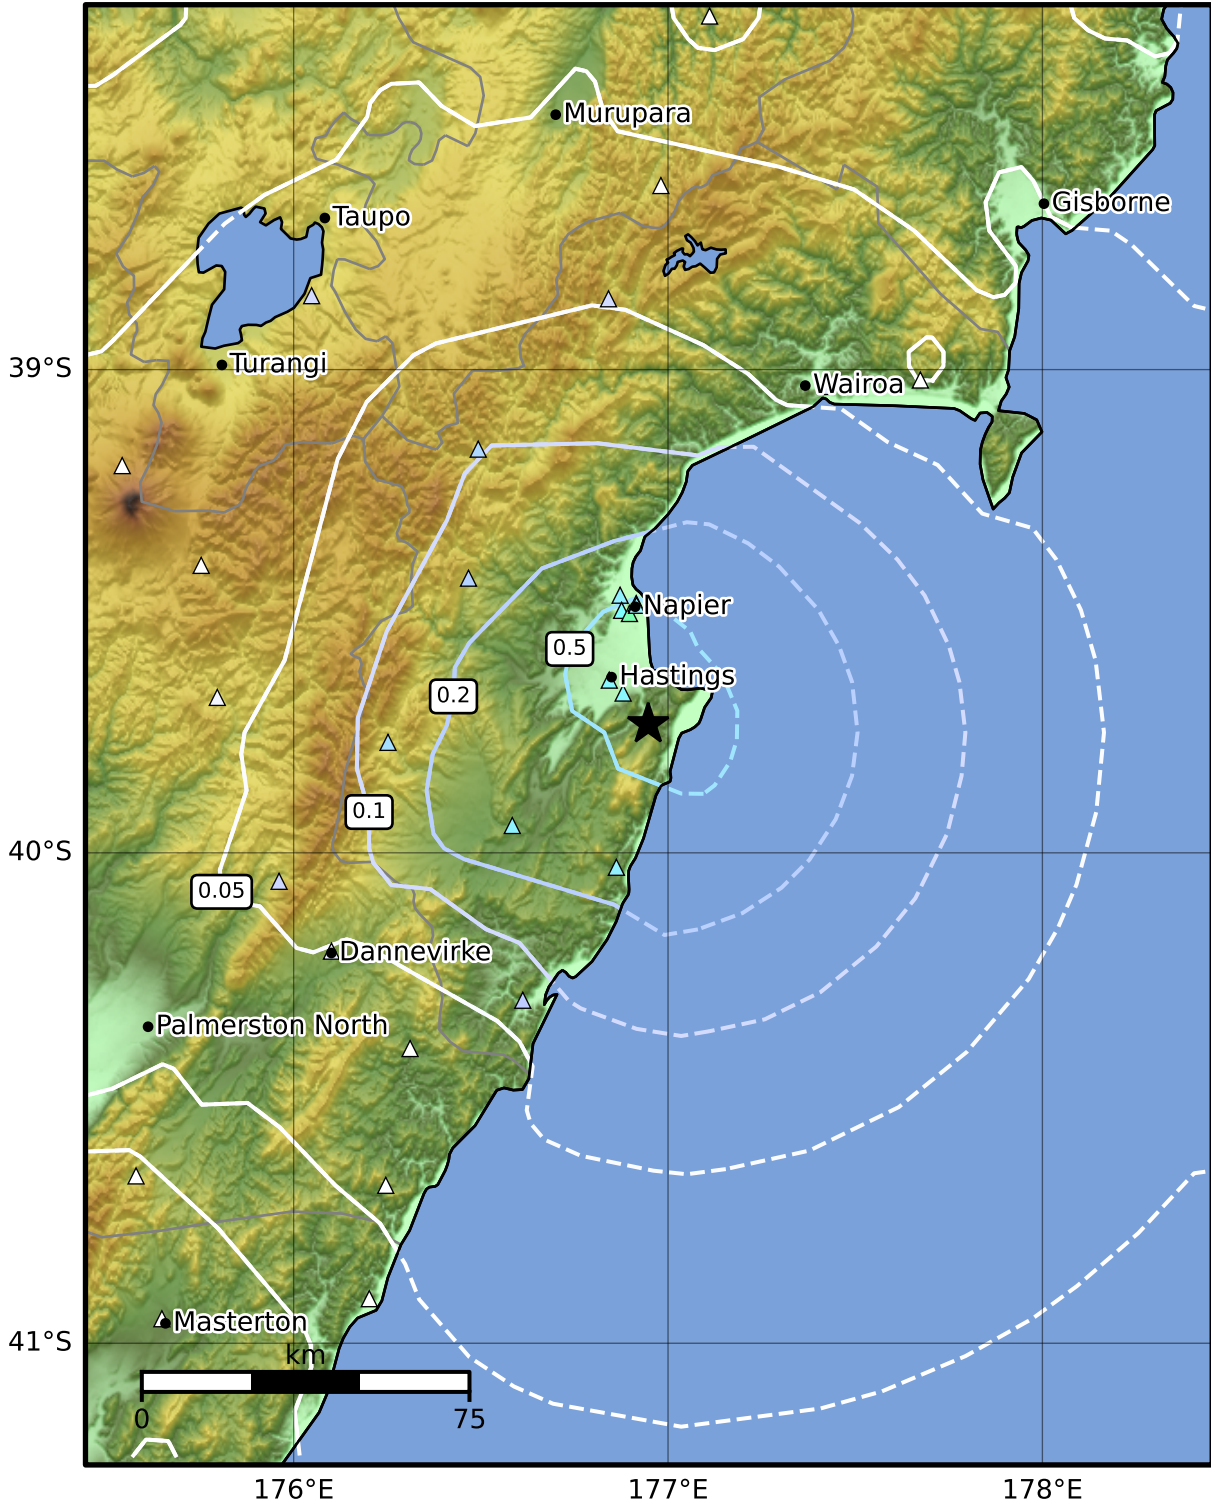 Murupara
Gisborne
Taupo
Turangi
39°S
Wairoa
Napier
0.5
Hastings
0.2
0.1
40°S
0.05
Dannevirke
Palmerston North
Masterton
41°S
km
0
75
176°E
177°E
178°E